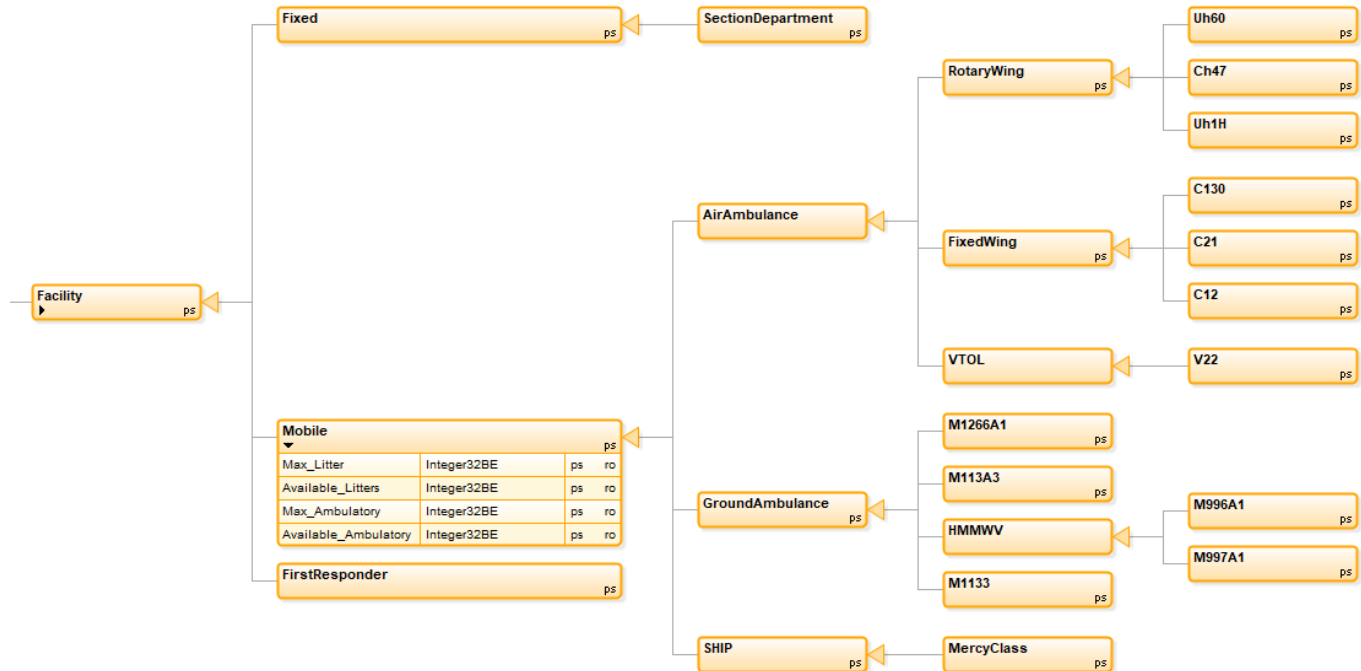 Fixed
ps
SectionDepartment
ps
Uh60
ps
RotaryWing
ps
Ch47
ps
Uh1H
ps
AirAmbulance
C130
ps
FixedWing
ps
C21
ps
C12
ps
Facility
ps
VTOL
V22
ps
Mobile
ps
Max_Litter Integer32BE ps ro
Available_Litters Integer32BE ps ro
Max_Ambulatory Integer32BE ps ro
Available_Ambulatory Integer32BE ps ro
M1266A1
ps
M113A3
ps
GroundAmbulance
ps
HMMWV
M996A1
ps
M997A1
ps
M1133
ps
FirstResponder
ps
SHIP
ps
MercyClass
ps